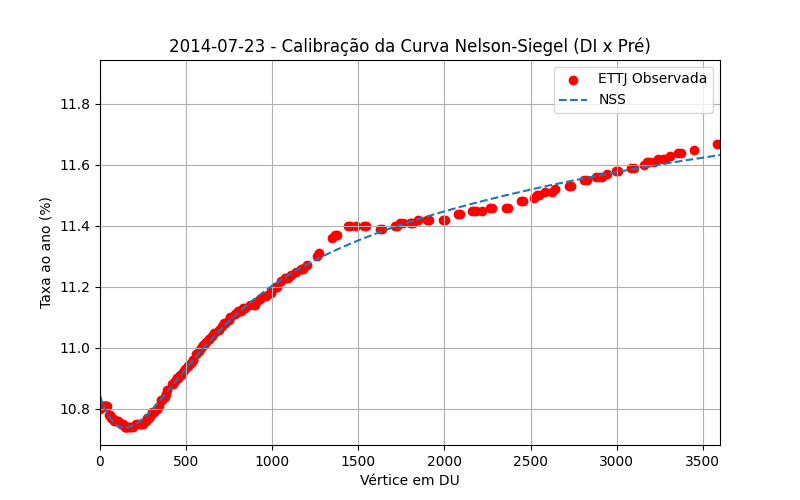 2014-07-23 - Calibração da Curva Nelson-Siegel (DI x Pré)
ETTJ Observada
NSS
Taxa ao ano (%)
11.8
11.6
11.4
11.2
11.0
10.8
0 500 1000 1500 2000 2500 3000 3500
Vértice em DU